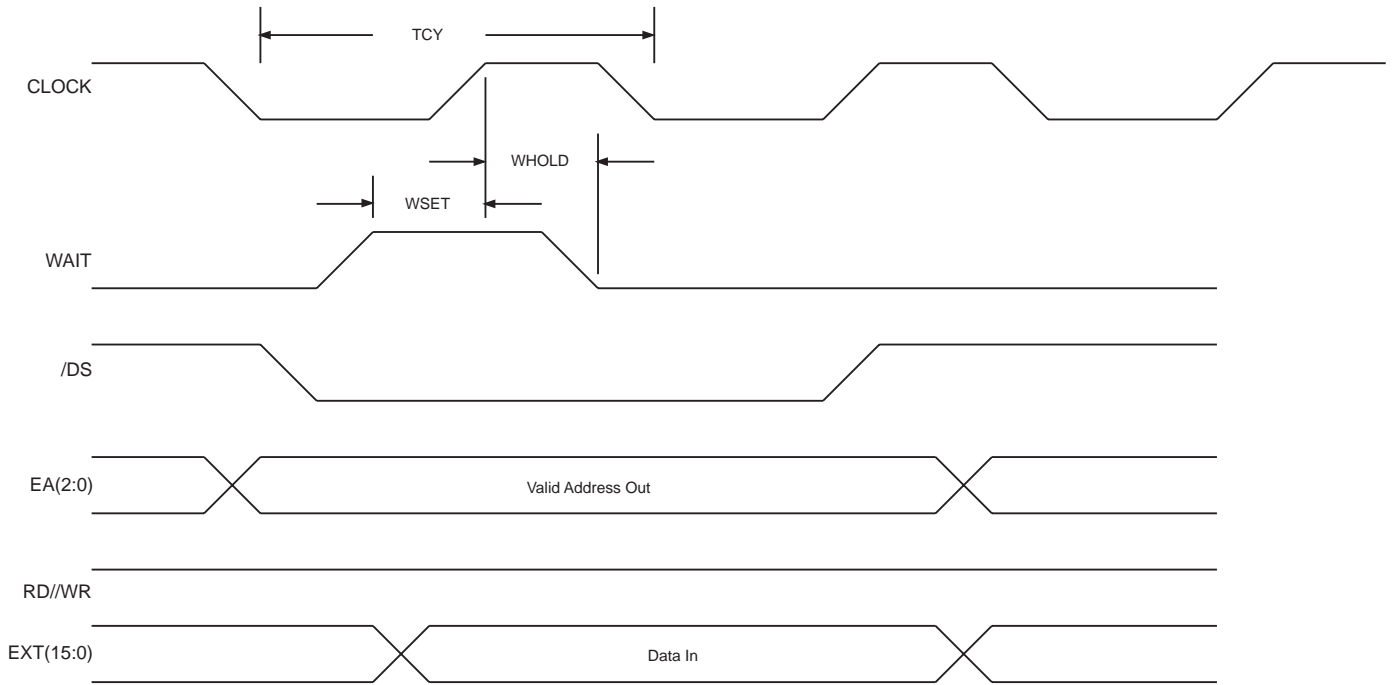 TCY
CLOCK
WHOLD
WSET
WAIT
/DS
EA(2:0)
Valid Address Out
RD//WR
EXT(15:0)
Data In